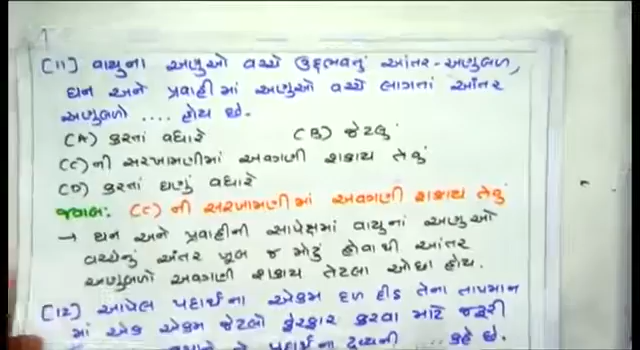 [11] વાયુના અણુઓ વચ્ચે ઉદ્દભવનું આંતર-અણુબળ,
ઘન અને પ્રવાહીમાં અણુઓ વચ્ચે લાગતાં આંતર
અણુબળો .... હોય છે.
(A) કરતાં વધારે (B) જેટલું
(C) ની સરખામણીમાં અવગણી શકાય તેવું
(D) કરતાં ઘણું વધારે
જવાબ: (C) ની સરખામણીમાં અવગણી શકાય તેવું
→ ઘન અને પ્રવાહીની સાપેક્ષમાં વાયુનાં અણુઓ
વચ્ચેનું અંતર ખૂબ જ મોટું હોવાથી આંતર
અણુબળો અવગણી શકાય તેટલા ઓછા હોય.
[12] આપેલ પદાર્થના એકમ દળ દીઠ તેના તાપમાન
માં એક એકમ જેટલો ફેરફાર કરવા માટે જરૂરી
પદાર્થના દ્રવ્યની .. કહે છે.